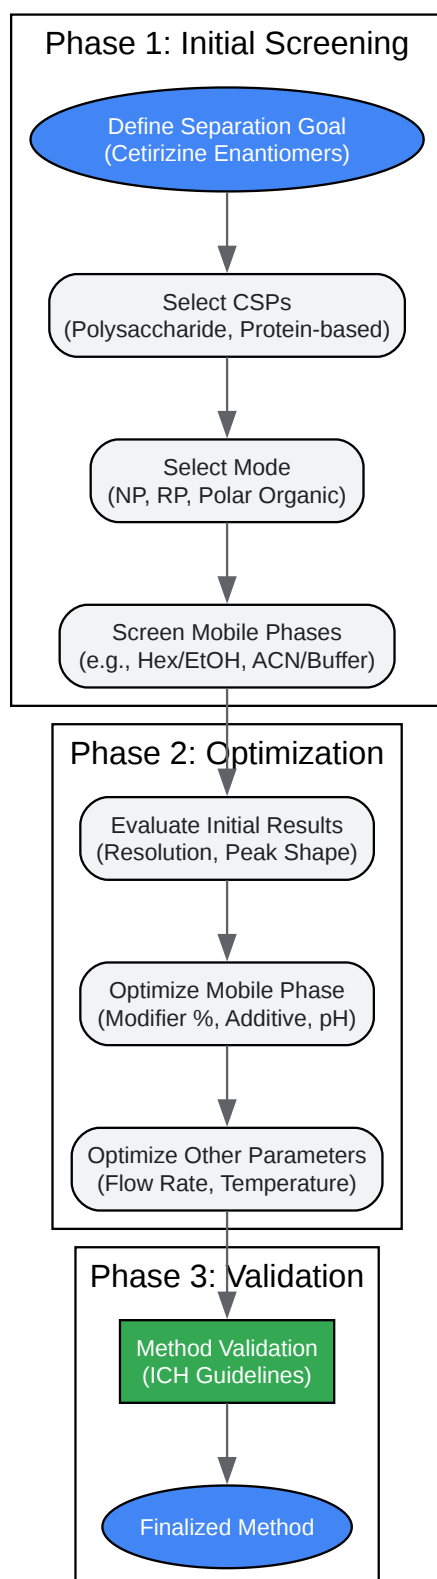 Phase 1: Initial Screening
Define Separation Goal
(Cetirizine Enantiomers)
Select CSPs
(Polysaccharide, Protein-based)
Select Mode
(NP, RP, Polar Organic)
Screen Mobile Phases
(e.g., Hex/EtOH, ACN/Buffer)
Phase 2: Optimization
Evaluate Initial Results
(Resolution, Peak Shape)
Optimize Mobile Phase
(Modifier %, Additive, pH)
Optimize Other Parameters
(Flow Rate, Temperature)
Phase 3: Validation
Method Validation
(ICH Guidelines)
Finalized Method